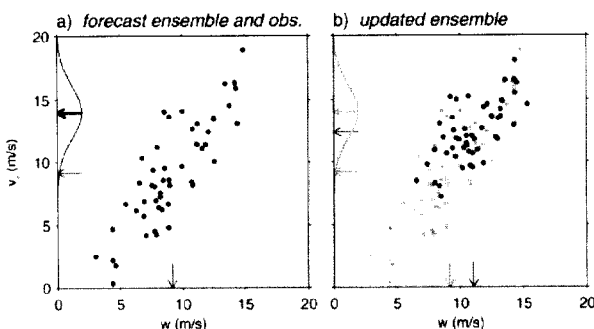 a) forecast ensemble and obs.
b) updated ensemble
20
15
10
5
0
v_r (m/s)
0 5 10 15 20
w (m/s)
0 5 10 15 20
w (m/s)